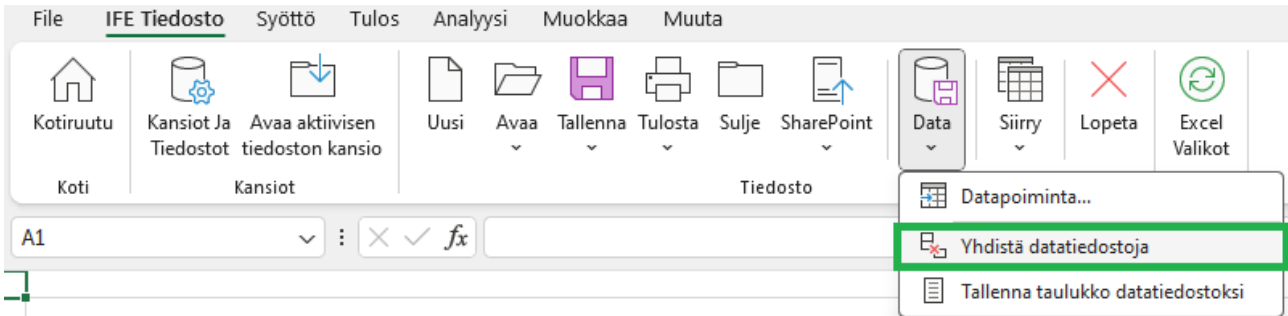 File IFE Tiedosto Syöttö Tulos Analyysi Muokkaa Muuta
Kotiruutu Kansiot Ja Avaa aktiivisen Uusi Avaa Tallenna Tulosta Sulje SharePoint Data Siirry Lopeta Excel
Tiedostot tiedoston kansio Valikot
Koti Kansiot Tiedosto
Datapoiminta...
A1 fx Yhdistä datatiedostoja
Tallenna taulukko datatiedostoksi